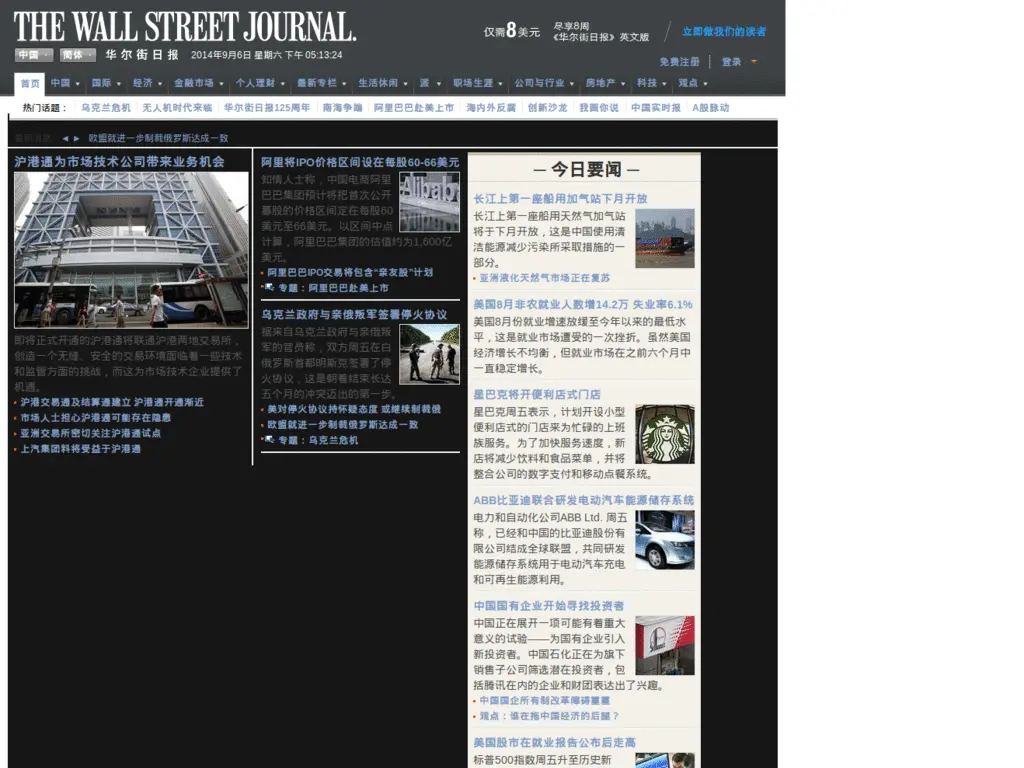 THE WALL STREET JOURNAL.
仅需8美元
尽享8周
《华尔街日报》 英文版
立即做我们的读者
中国
简体
华尔街日报
2014年9月6日 星期六 下午 05:13:24
免费注册
登录
首页 中国 国际 经济 金融市场 个人理财 最新专栏 生活休闲 派 职场生涯 公司与行业 房地产 科技 观点
热门话题： 乌克兰危机 无人机时代来临 华尔街日报125周年 南海争端 阿里巴巴赴美上市 海内外反腐 创新沙龙 我画你说 中国实时报 A股脉动
欧盟就进一步制裁俄罗斯达成一致
沪港通为市场技术公司带来业务机会
即将正式开通的沪港通将联通沪港两地交易所，
创造一个无缝、安全的交易环境面临着一些技术
和监管方面的挑战，而这为市场技术企业提供了
机遇。
沪港交易通及结算通建立 沪港通开通渐近
市场人士担心沪港通可能存在隐患
亚洲交易所密切关注沪港通试点
上汽集团料将受益于沪港通
阿里将IPO价格区间设在每股60-66美元
知情人士称，中国电商阿里
巴巴集团预计将把首次公开
募股的价格区间定在每股60
美元至66美元。以区间中点
计算，阿里巴巴集团的估值约为1,600亿
美元。
Alibaba
阿里巴巴IPO交易将包含“亲友股”计划
专题：阿里巴巴赴美上市
乌克兰政府与亲俄叛军签署停火协议
据来自乌克兰政府与亲俄叛
军的官员称，双方周五在白
俄罗斯首都明斯克签署了停
火协议，这是朝着结束长达
五个月的冲突迈出的第一步。
美对停火协议持怀疑态度 或继续制裁俄
欧盟就进一步制裁俄罗斯达成一致
专题：乌克兰危机
— 今日要闻 —
长江上第一座船用加气站下月开放
长江上第一座船用天然气加气站
将于下月开放，这是中国使用清
洁能源减少污染所采取措施的一
部分。
亚洲液化天然气市场正在复苏
美国8月非农就业人数增14.2万 失业率6.1%
美国8月份就业增速放缓至今年以来的最低水
平，这是就业市场遭受的一次挫折。虽然美国
经济增长不均衡，但就业市场在之前六个月中
一直稳定增长。
星巴克将开便利店式门店
星巴克周五表示，计划开设小型
便利店式的门店来为忙碌的上班
族服务。为了加快服务速度，新
店将减少饮料和食品菜单，并将
整合公司的数字支付和移动点餐系统。
ABB比亚迪联合研发电动汽车能源储存系统
电力和自动化公司ABB Ltd. 周五
称，已经和中国的比亚迪股份有
限公司结成全球联盟，共同研发
能源储存系统用于电动汽车充电
和可再生能源利用。
中国国有企业开始寻找投资者
中国正在展开一项可能有着重大
意义的试验——为国有企业引入
新投资者。中国石化正在为旗下
销售子公司筛选潜在投资者，包
括腾讯在内的企业和财团表达出了兴趣。
中国国企所有制改革障碍重重
观点：谁在拖中国经济的后腿？
美国股市在就业报告公布后走高
标普500指数周五升至历史新